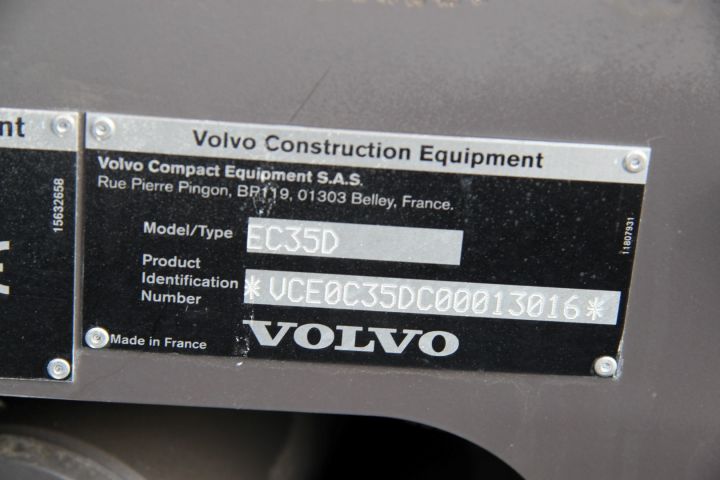 nt
15632658
Volvo Construction Equipment
Volvo Compact Equipment S.A.S.
Rue Pierre Pingon, BP119, 01303 Belley, France.
Model/Type EC35D
Product
Identification
Number
*VCE0C35DC00013016*
Made in France
VOLVO
11807931